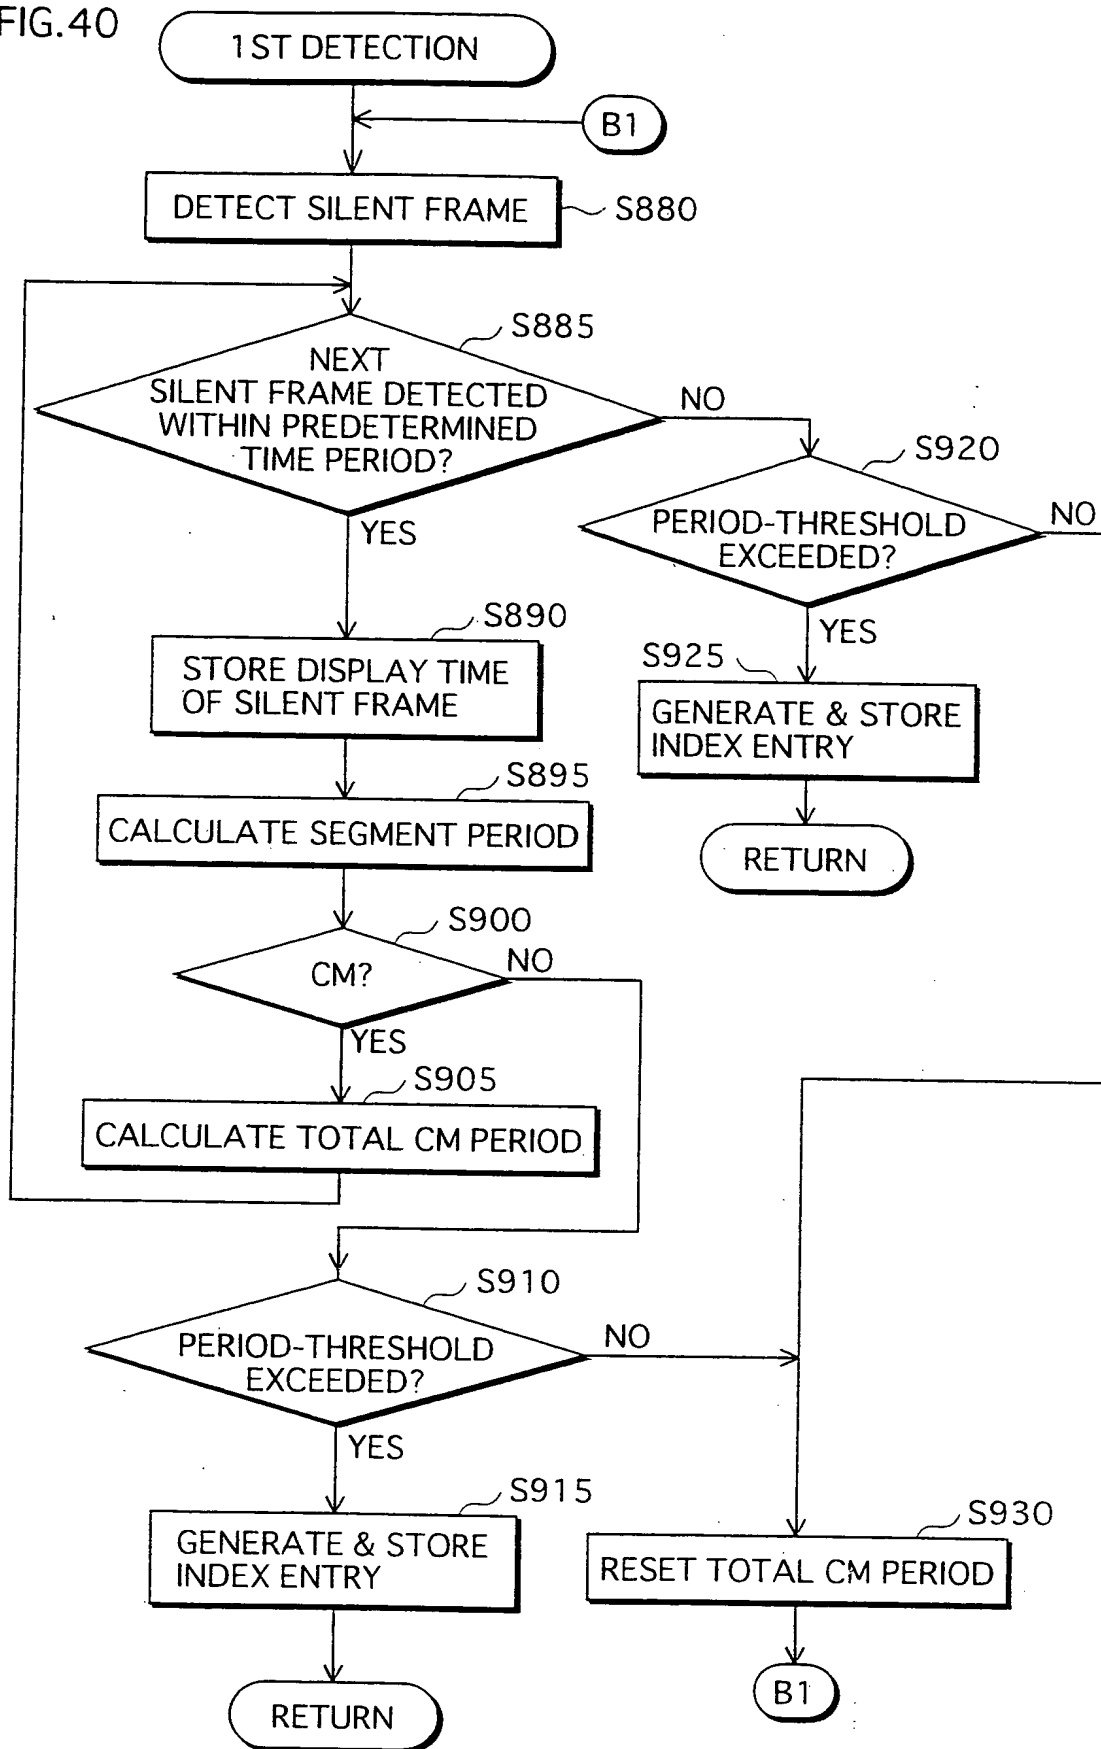 FIG.40
1ST DETECTION
B1
DETECT SILENT FRAME
S880
S885
NEXT
SILENT FRAME DETECTED
WITHIN PREDETERMINED
TIME PERIOD?
NO
YES
S920
PERIOD-THRESHOLD
EXCEEDED?
NO
YES
S890
STORE DISPLAY TIME
OF SILENT FRAME
S925
GENERATE & STORE
INDEX ENTRY
S895
CALCULATE SEGMENT PERIOD
RETURN
S900
CM?
NO
YES
S905
CALCULATE TOTAL CM PERIOD
S910
PERIOD-THRESHOLD
EXCEEDED?
NO
YES
S915
GENERATE & STORE
INDEX ENTRY
S930
RESET TOTAL CM PERIOD
RETURN
B1